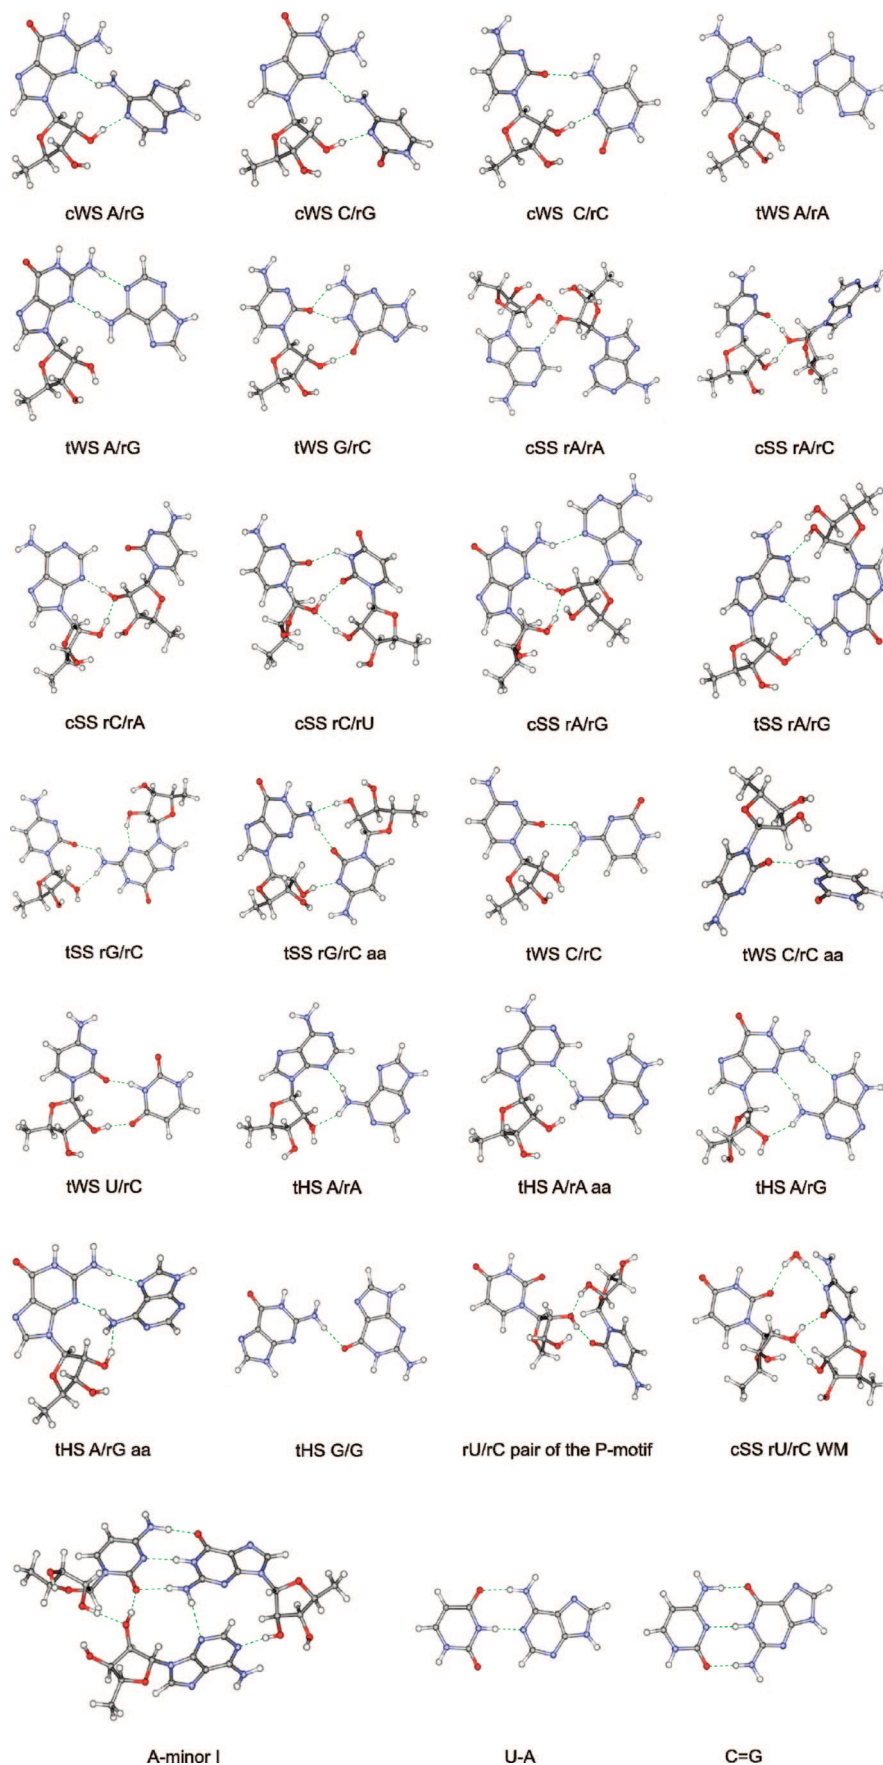 cWS A/rG
cWS C/rG
cWS C/rC
tWS A/rA
tWS A/rG
tWS G/rC
cSS rA/rA
cSS rA/rC
cSS rC/rA
cSS rC/rU
cSS rA/rG
tSS rA/rG
tSS rG/rC
tSS rG/rC aa
tWS C/rC
tWS C/rC aa
tWS U/rC
tHS A/rA
tHS A/rA aa
tHS A/rG
tHS A/rG aa
tHS G/G
rU/rC pair of the P-motif
cSS rU/rC WM
A-minor I
U-A
C=G